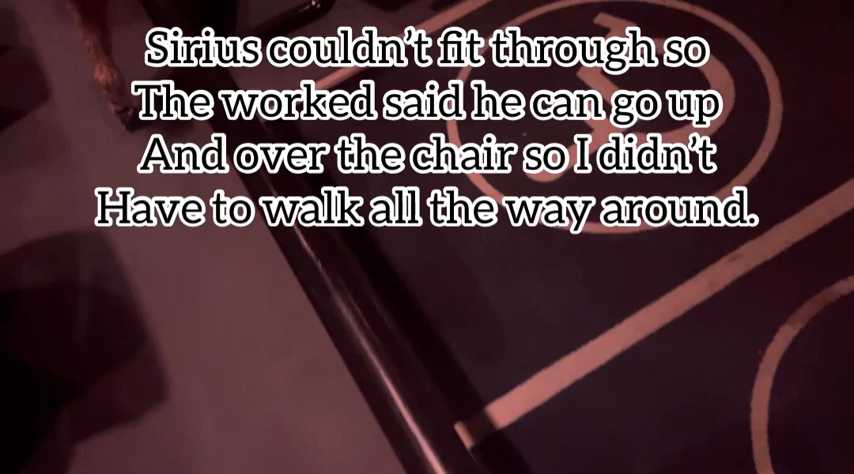 Sirius couldn’t fit through so
The worked said he can go up
And over the chair so I didn’t
Have to walk all the way around.